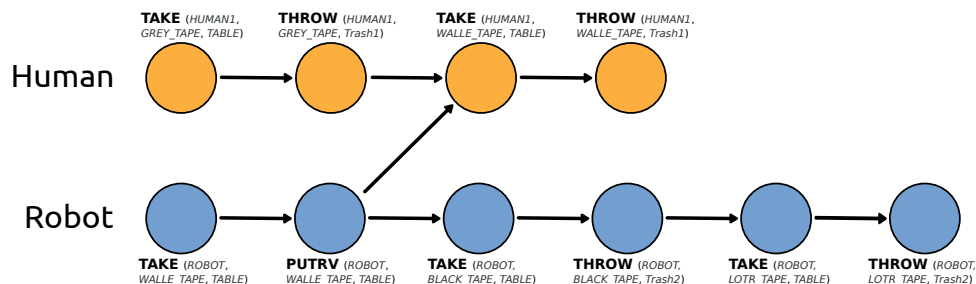 TAKE (HUMAN1,
GREY_TAPE, TABLE)
THROW (HUMAN1,
GREY_TAPE, Trash1)
TAKE (HUMAN1,
WALLE_TAPE, TABLE)
THROW (HUMAN1,
WALLE_TAPE, Trash1)
Human
Robot
TAKE (ROBOT,
WALLE_TAPE, TABLE)
PUTRV (ROBOT,
WALLE_TAPE, TABLE)
TAKE (ROBOT,
BLACK_TAPE, TABLE)
THROW (ROBOT,
BLACK_TAPE, Trash2)
TAKE (ROBOT,
LOTR_TAPE, TABLE)
THROW (ROBOT,
LOTR_TAPE, Trash2)